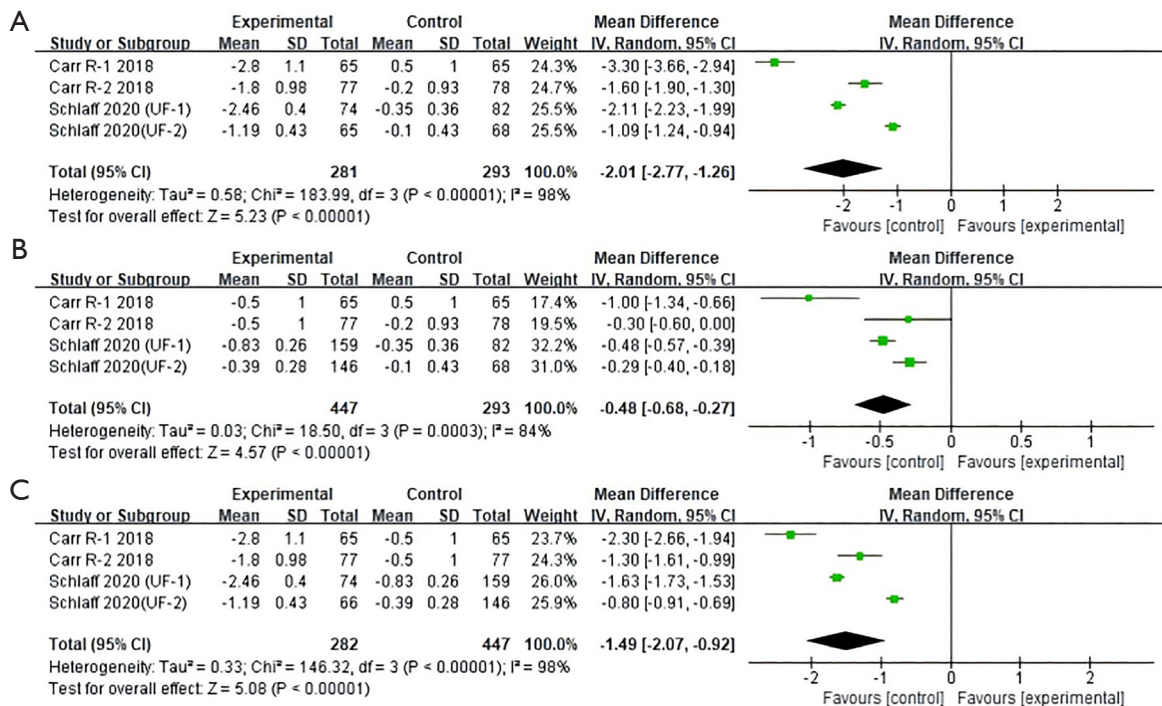 A
Experimental Control Mean Difference Mean Difference
Study or Subgroup Mean SD Total Mean SD Total Weight IV, Random, 95% CI IV, Random, 95% CI
Carr R-1 2018 -2.8 1.1 65 0.5 1 65 24.3% -3.30 [-3.66, -2.94]
Carr R-2 2018 -1.8 0.98 77 -0.2 0.93 78 24.7% -1.60 [-1.90, -1.30]
Schlaff 2020 (UF-1) -2.46 0.4 74 -0.35 0.36 82 25.5% -2.11 [-2.23, -1.99]
Schlaff 2020(UF-2) -1.19 0.43 65 -0.1 0.43 68 25.5% -1.09 [-1.24, -0.94]
Total (95% CI) 281 293 100.0% -2.01 [-2.77, -1.26]
Heterogeneity: Tau² = 0.58; Chi² = 183.99, df = 3 (P < 0.00001); I² = 98%
Test for overall effect: Z = 5.23 (P < 0.00001)
-2 -1 0 1 2
Favours [control] Favours [experimental]
B
Experimental Control Mean Difference Mean Difference
Study or Subgroup Mean SD Total Mean SD Total Weight IV, Random, 95% CI IV, Random, 95% CI
Carr R-1 2018 -0.5 1 65 0.5 1 65 17.4% -1.00 [-1.34, -0.66]
Carr R-2 2018 -0.5 1 77 -0.2 0.93 78 19.5% -0.30 [-0.60, 0.00]
Schlaff 2020 (UF-1) -0.83 0.26 159 -0.35 0.36 82 32.2% -0.48 [-0.57, -0.39]
Schlaff 2020(UF-2) -0.39 0.28 146 -0.1 0.43 68 31.0% -0.29 [-0.40, -0.18]
Total (95% CI) 447 293 100.0% -0.48 [-0.68, -0.27]
Heterogeneity: Tau² = 0.03; Chi² = 18.50, df = 3 (P = 0.0003); I² = 84%
Test for overall effect: Z = 4.57 (P < 0.00001)
-1 -0.5 0 0.5 1
Favours [control] Favours [experimental]
C
Experimental Control Mean Difference Mean Difference
Study or Subgroup Mean SD Total Mean SD Total Weight IV, Random, 95% CI IV, Random, 95% CI
Carr R-1 2018 -2.8 1.1 65 -0.5 1 65 23.7% -2.30 [-2.66, -1.94]
Carr R-2 2018 -1.8 0.98 77 -0.5 1 77 24.4% -1.30 [-1.61, -0.99]
Schlaff 2020 (UF-1) -2.46 0.4 74 -0.83 0.26 159 26.0% -1.63 [-1.73, -1.53]
Schlaff 2020(UF-2) -1.19 0.43 66 -0.39 0.28 146 25.9% -0.80 [-0.91, -0.69]
Total (95% CI) 282 447 100.0% -1.49 [-2.07, -0.92]
Heterogeneity: Tau² = 0.33; Chi² = 146.32, df = 3 (P < 0.00001); I² = 98%
Test for overall effect: Z = 5.08 (P < 0.00001)
-2 -1 0 1 2
Favours [control] Favours [experimental]